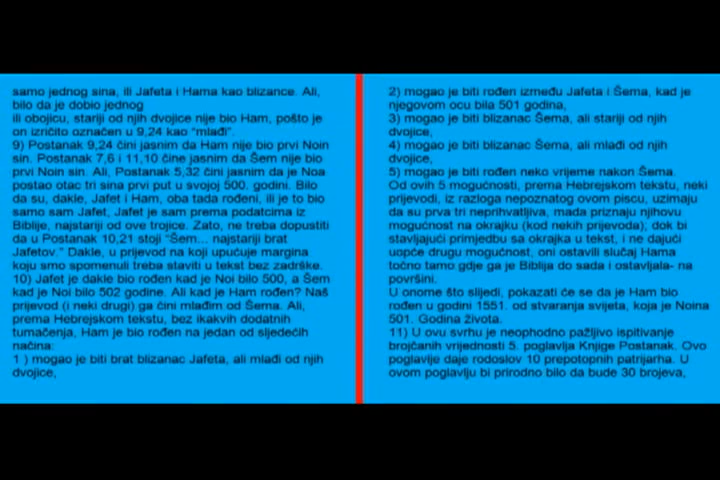 samo jednog sina, ili Jafeta i Hama kao blizance. Ali,
bilo da je dobio jednog
ili obojicu, stariji od njih dvojice nije bio Ham, pošto je
on izričito označen u 9,24 kao “mlađi”.
9) Postanak 9,24 čini jasnim da Ham nije bio prvi Noin
sin. Postanak 7,6 i 11,10 čine jasnim da Šem nije bio
prvi Noin sin. Ali, Postanak 5,32 čini jasnim da je Noa
postao otac tri sina prvi put u svojoj 500. godini. Bilo
da su, dakle, Jafet i Ham, oba tada rođeni, ili je to bio
samo sam Jafet, Jafet je sam prema podatcima iz
Biblije, najstariji od ove trojice. Zato, ne treba dopustiti
da u Postanak 10,21 stoji “Šem... najstariji brat
Jafetov.” Dakle, u prijevod na koji upućuje margina
koju smo spomenuli treba staviti u tekst bez zadrške.
10) Jafet je dakle bio rođen kad je Noi bilo 500, a Šem
kad je Noi bilo 502 godine. Ali kad je Ham rođen? Naš
prijevod (i neki drugi) ga čini mlađim od Šema. Ali,
prema Hebrejskom tekstu, bez ikakvih dodatnih
tumačenja, Ham je bio rođen na jedan od sljedećih
načina:
1 ) mogao je biti brat blizanac Jafeta, ali mlađi od njih
dvojice,
2) mogao je biti rođen između Jafeta i Šema, kad je
njegovom ocu bila 501 godina,
3) mogao je biti blizanac Šema, ali stariji od njih
dvojice,
4) mogao je biti blizanac Šema, ali mlađi od njih
dvojice,
5) mogao je biti rođen neko vrijeme nakon Šema.
Od ovih 5 mogućnosti, prema Hebrejskom tekstu, neki
prijevodi, iz razloga nepoznatog ovom piscu, uzimaju
da su prva tri neprihvatljiva, mada priznaju njihovu
mogućnost na okrajku (kod nekih prijevoda); dok bi
stavljajući primjedbu sa okrajka u tekst, i ne dajući
uopće drugu mogućnost, oni ostavili slučaj Hama
točno tamo gdje ga je Biblija do sada i ostavljala- na
površini.
U onome što slijedi, pokazati će se da je Ham bio
rođen u godini 1551. od stvaranja svijeta, koja je Noina
501. Godina života.
11) U ovu svrhu je neophodno pažljivo ispitivanje
brojčanih vrijednosti 5. poglavlja Knjige Postanak. Ovo
poglavlje daje rodoslov 10 prepotopnih patrijarha. U
ovom poglavlju bi prirodno bilo da bude 30 brojeva,